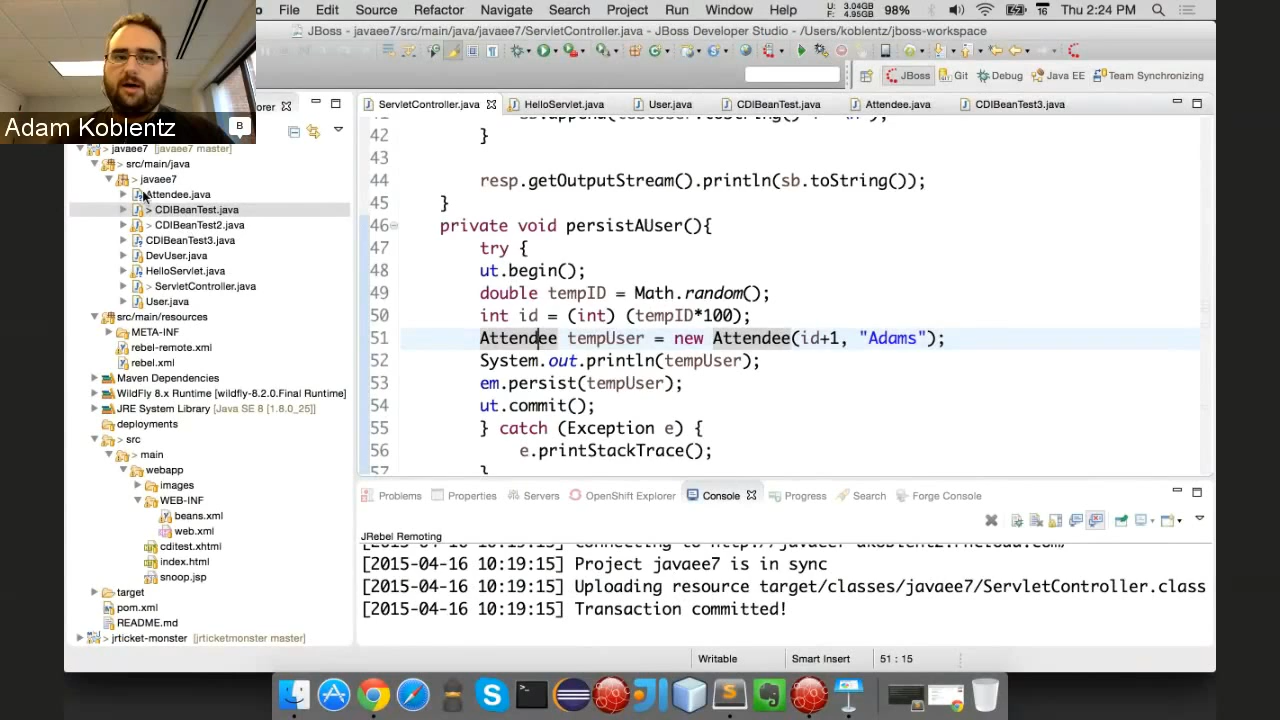 File Edit Source Refactor Navigate Search Project Run Window Help U: 3.04GB F: 4.95GB 98% 16 Thu 2:24 PM
JBoss - javaee7/src/main/java/javaee7/ServletController.java - JBoss Developer Studio - /Users/koblentz/jboss-workspace
JBoss Git Debug Java EE Team Synchronizing
Adam Koblentz
B
orer
ServletController.java HelloServlet.java User.java CDIBeanTest.java Attendee.java CDIBeanTest3.java
> javaee7 [javaee7 master]
> src/main/java
> javaee7
Attendee.java
> CDIBeanTest.java
> CDIBeanTest2.java
CDIBeanTest3.java
DevUser.java
HelloServlet.java
> ServletController.java
User.java
src/main/resources
META-INF
rebel-remote.xml
rebel.xml
Maven Dependencies
WildFly 8.x Runtime [wildfly-8.2.0.Final Runtime]
JRE System Library [Java SE 8 [1.8.0_25]]
deployments
> src
> main
webapp
images
WEB-INF
beans.xml
web.xml
cditest.xhtml
index.html
snoop.jsp
target
pom.xml
README.md
> jrticket-monster [jrticketmonster master]
42 }
43
44 resp.getOutputStream().println(sb.toString());
45 }
46 private void persistAUser(){
47 try {
48 ut.begin();
49 double tempID = Math.random();
50 int id = (int) (tempID*100);
51 Attendee tempUser = new Attendee(id+1, "Adams");
52 System.out.println(tempUser);
53 em.persist(tempUser);
54 ut.commit();
55 } catch (Exception e) {
56 e.printStackTrace();
57 }
Problems Properties Servers OpenShift Explorer Console Progress Search Forge Console
JRebel Remoting
[2015-04-16 10:19:15] Project javaee7 is in sync
[2015-04-16 10:19:15] Uploading resource target/classes/javaee7/ServletController.class
[2015-04-16 10:19:15] Transaction committed!
Writable Smart Insert 51 : 15